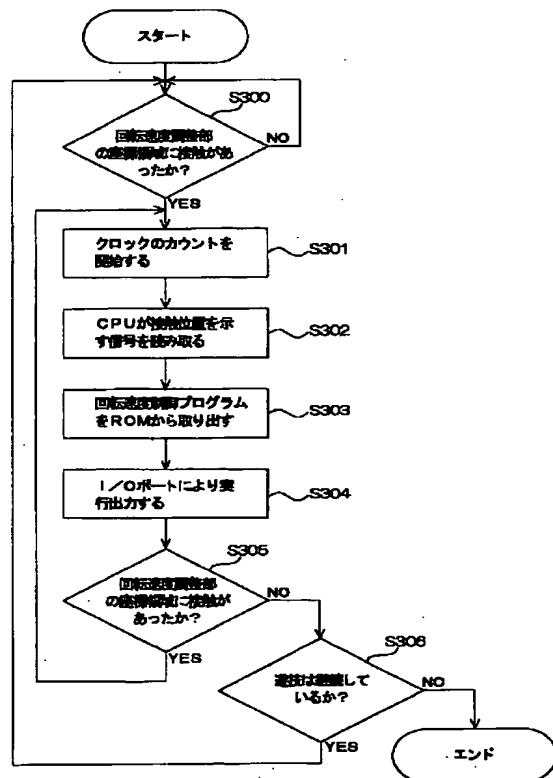 スタート
S300
回転速度調整部
の座標領域に接触があ
ったか?
NO
YES
クロックのカウントを
開始する
S301
CPUが接触位置を示
す信号を読み取る
S302
回転速度制御プログラム
をROMから取り出す
S303
I/Oポートにより実
行出力する
S304
S305
回転速度調整部
の座標領域に接触が
あったか?
NO
YES
S306
遊技は継続して
いるか?
NO
YES
エンド